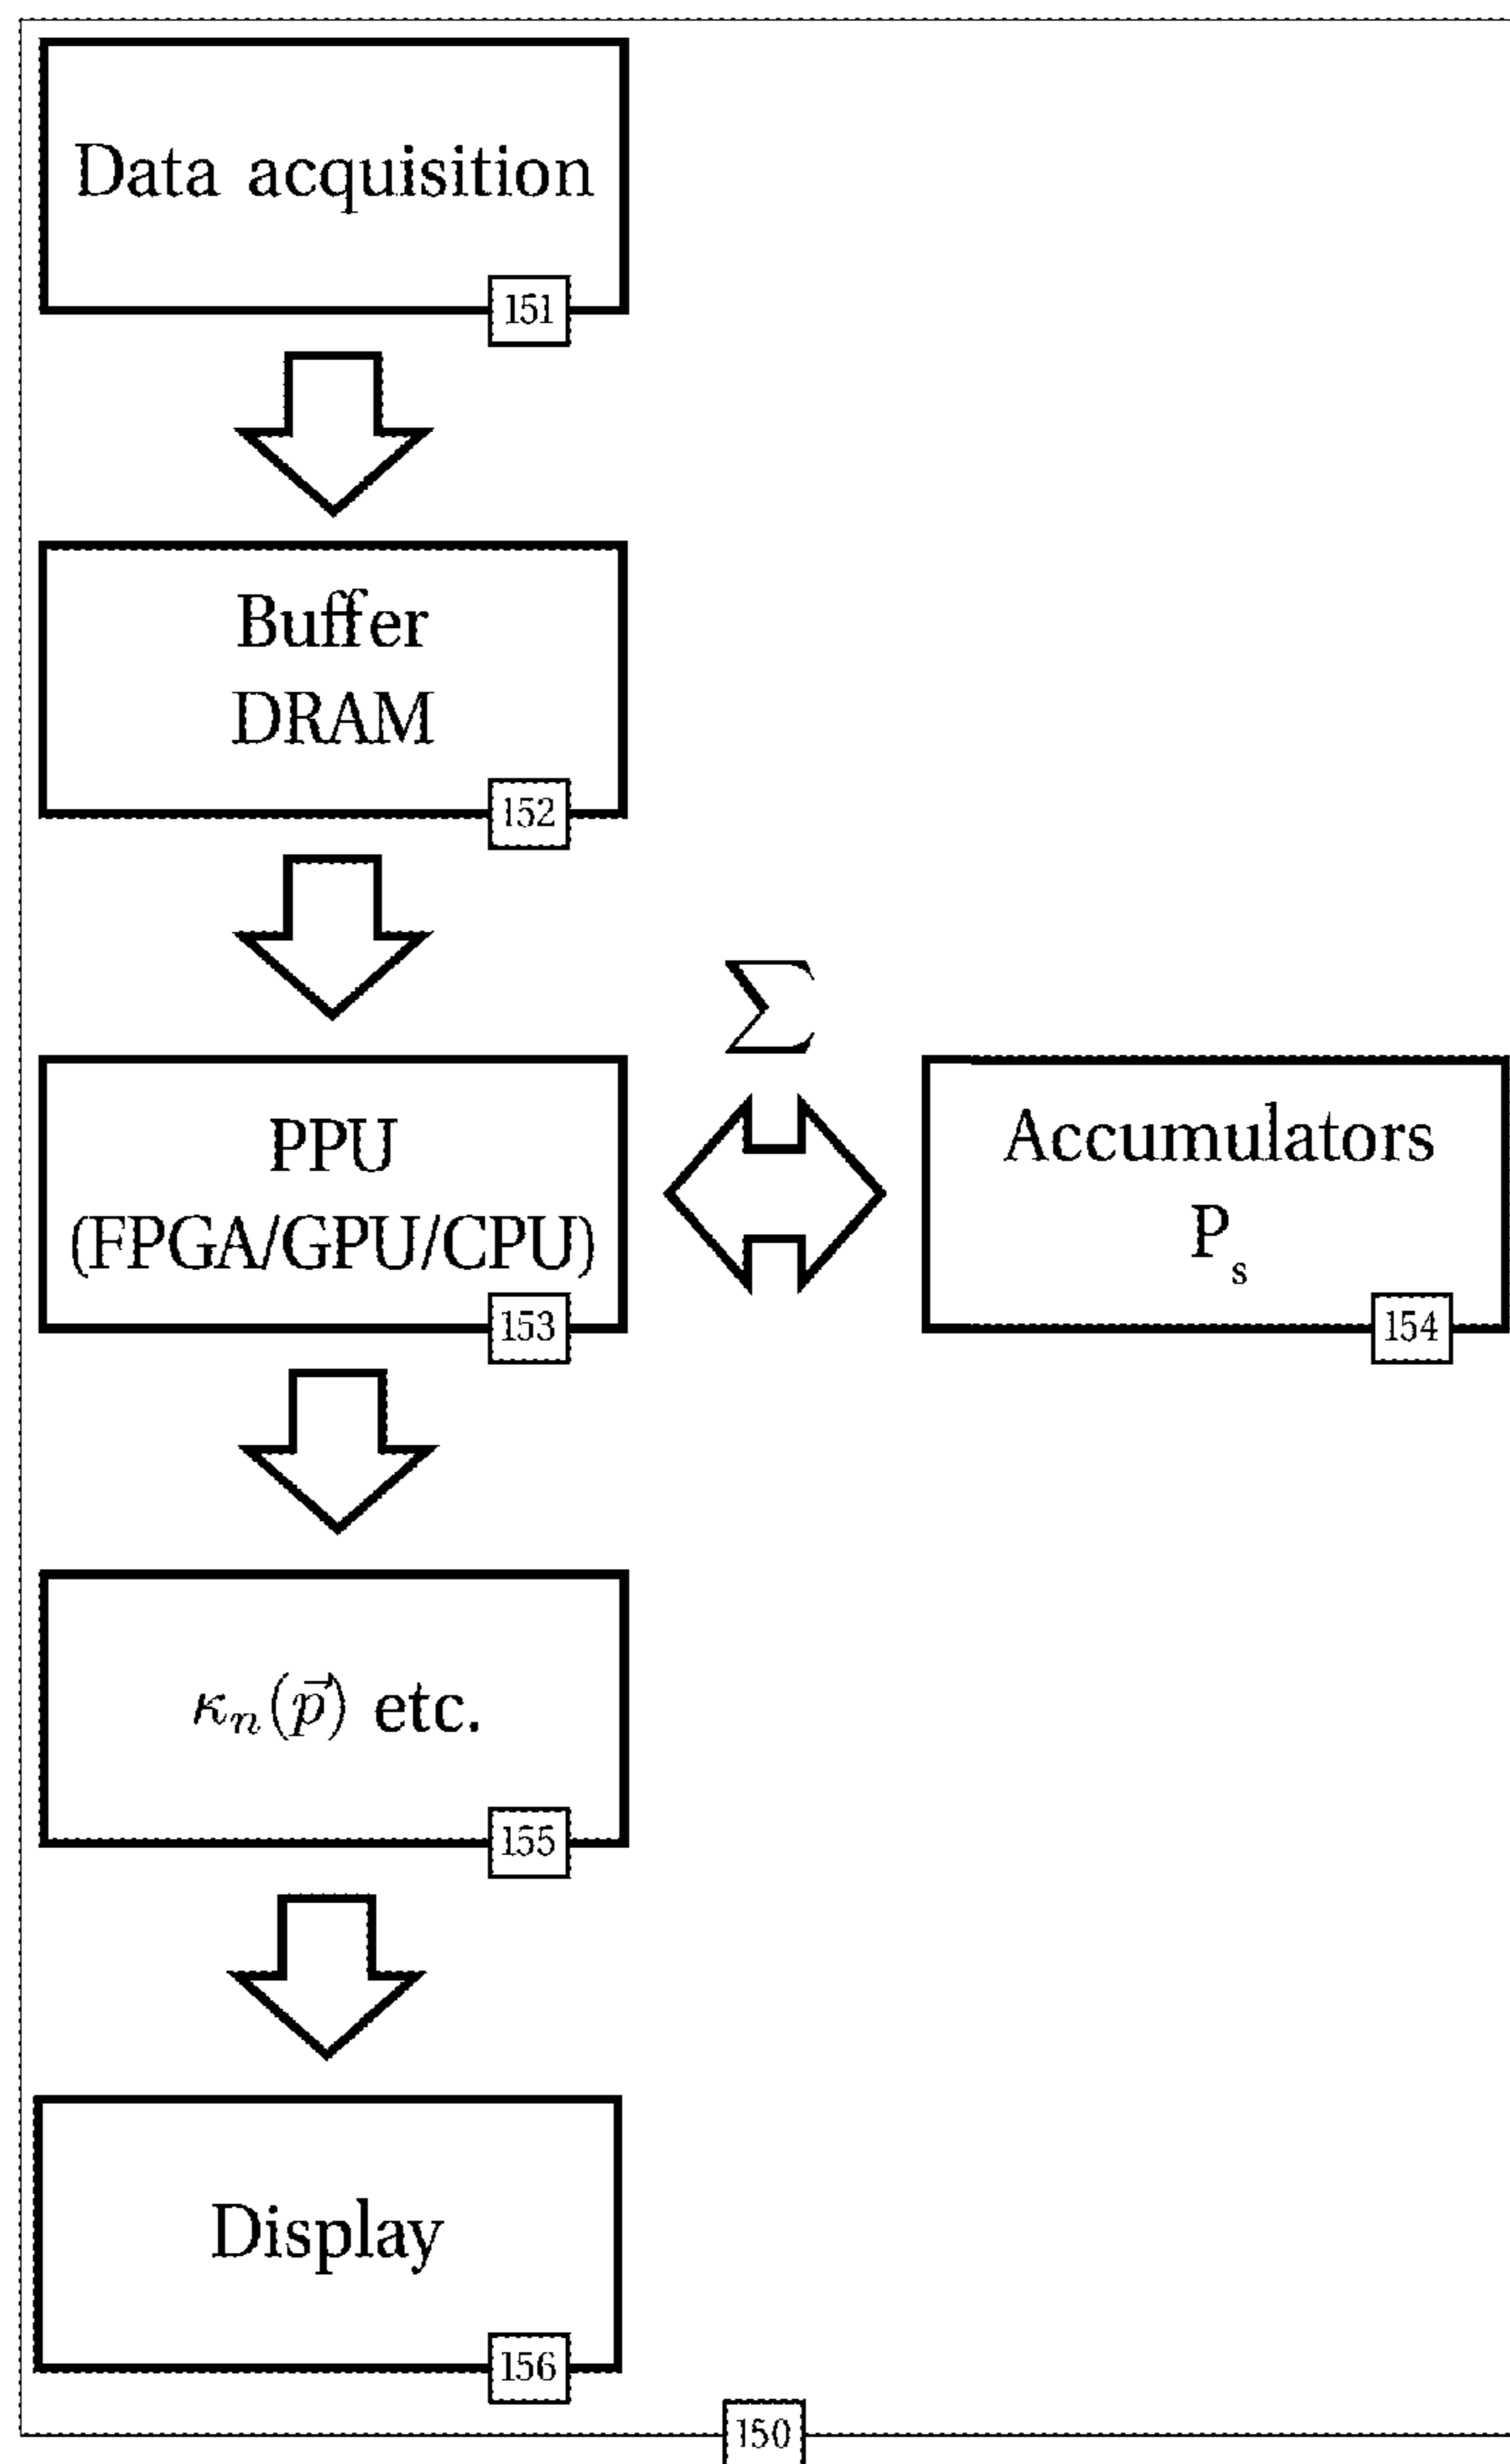 Data acquisition
151
Buffer
DRAM
152
∑
PPU
(FPGA/GPU/CPU)
153
Accumulators
Pₛ
154
κₙ(p⃗) etc.
155
Display
156
150